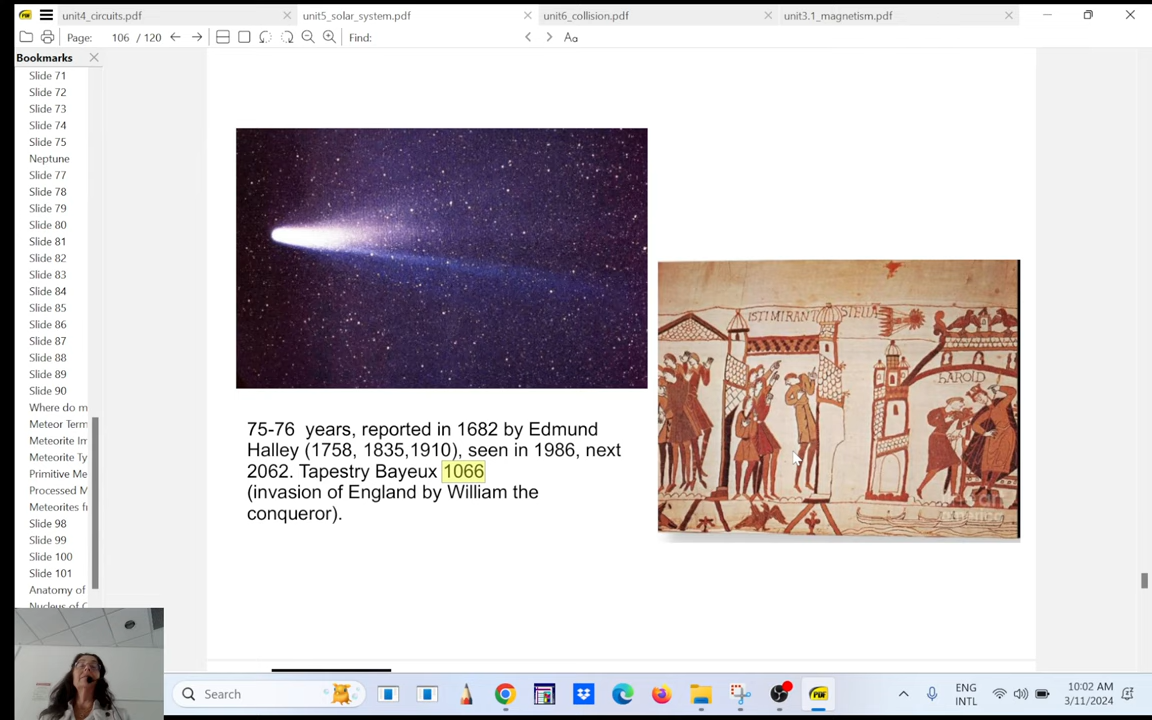 unit4_circuits.pdf
unit5_solar_system.pdf
unit6_collision.pdf
unit3.1_magnetism.pdf
Page: 106 / 120
Find:
Aa
Bookmarks
Slide 71
Slide 72
Slide 73
Slide 74
Slide 75
Neptune
Slide 77
Slide 78
Slide 79
Slide 80
Slide 81
Slide 82
Slide 83
Slide 84
Slide 85
Slide 86
Slide 87
Slide 88
Slide 89
Slide 90
Where do m
Meteor Term
Meteorite Im
Meteorite Ty
Primitive Me
Processed M
Meteorites fr
Slide 98
Slide 99
Slide 100
Slide 101
Anatomy of
Nucleus of C
ISTI MIRANT STELLA
HAROLD
75-76 years, reported in 1682 by Edmund
Halley (1758, 1835,1910), seen in 1986, next
2062. Tapestry Bayeux 1066
(invasion of England by William the
conqueror).
Search
PDF
ENG
INTL
10:02 AM
3/11/2024